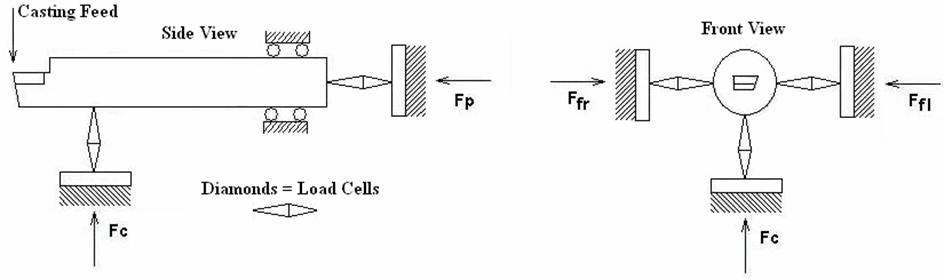 Casting Feed
Side View
Fp
Diamonds = Load Cells
Fc
Front View
Ffr
Ffl
Fc